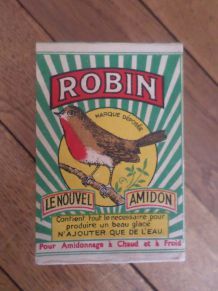 ROBIN
MARQUE DÉPOSÉE
LE NOUVEL AMIDON
Contient tout le necessaire pour
produire un beau glacé
N'AJOUTER QUE DE L'EAU.
Pour Amidonnage à Chaud et à Froid